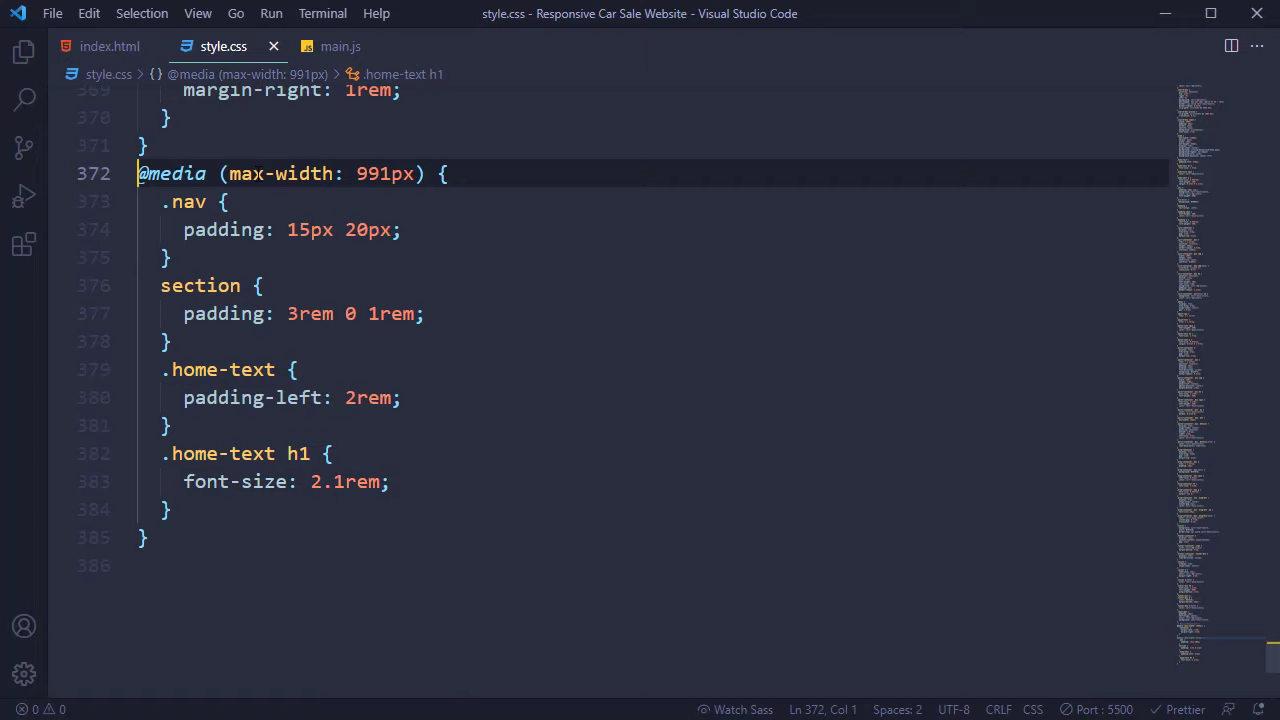 File Edit Selection View Go Run Terminal Help style.css - Responsive Car Sale Website - Visual Studio Code
index.html style.css main.js
style.css > {} @media (max-width: 991px) > .home-text h1
369 margin-right: 1rem;
370 }
371 }
372 @media (max-width: 991px) {
373 .nav {
374 padding: 15px 20px;
375 }
376 section {
377 padding: 3rem 0 1rem;
378 }
379 .home-text {
380 padding-left: 2rem;
381 }
382 .home-text h1 {
383 font-size: 2.1rem;
384 }
385 }
386
0 0 Watch Sass Ln 372, Col 1 Spaces: 2 UTF-8 CRLF CSS Port : 5500 Prettier